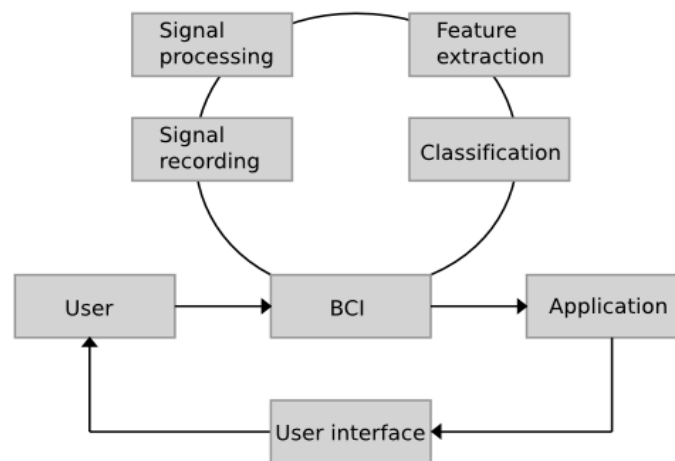 Signal
processing
Feature
extraction
Signal
recording
Classification
User
BCI
Application
User interface